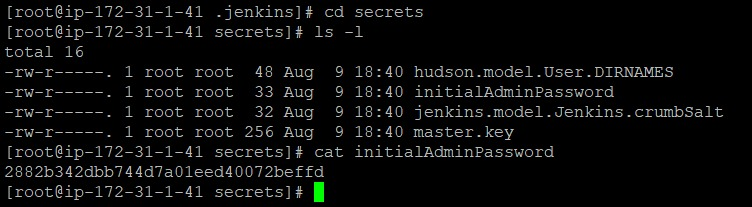 [root@ip-172-31-1-41 .jenkins]# cd secrets
[root@ip-172-31-1-41 secrets]# ls -l
total 16
-rw-r-----. 1 root root  48 Aug  9 18:40 hudson.model.User.DIRNAMES
-rw-r-----. 1 root root  33 Aug  9 18:40 initialAdminPassword
-rw-r-----. 1 root root  32 Aug  9 18:40 jenkins.model.Jenkins.crumbSalt
-rw-r-----. 1 root root 256 Aug  9 18:40 master.key
[root@ip-172-31-1-41 secrets]# cat initialAdminPassword
2882b342dbb744d7a01eed40072beffd
[root@ip-172-31-1-41 secrets]#